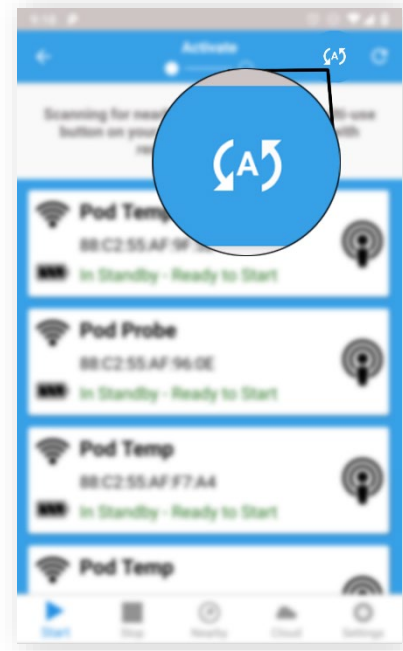 Activate
(A)
A
Scanning for
button on your
with
Pod Temp
88:C2:55:AF:9F
In Standby - Ready to Start
Pod Probe
88:C2:55:AF:96:0E
In Standby - Ready to Start
Pod Temp
88:C2:55:AF:F7:A4
In Standby - Ready to Start
Pod Temp
Start
Stop
Nearby
Cloud
Settings